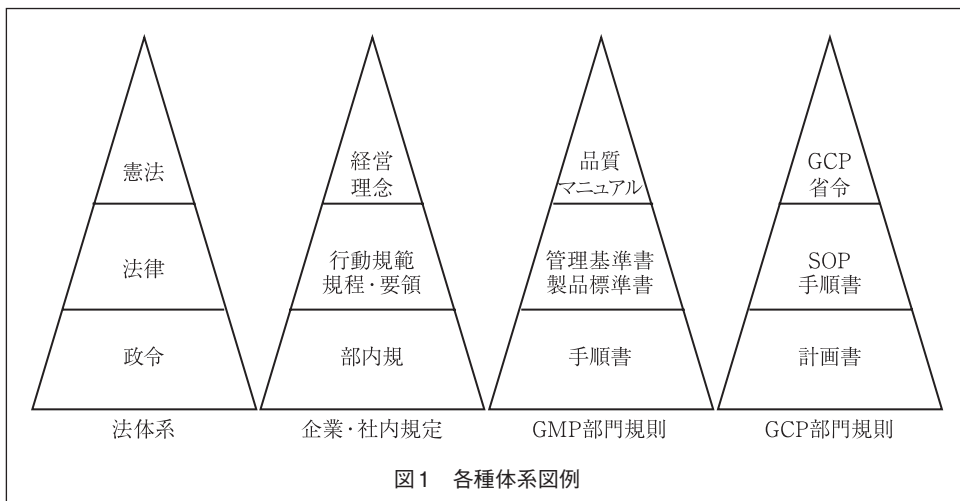 憲法
法律
政令
法体系
経営
理念
行動規範
規程・要領
部内規
企業・社内規定
品質
マニュアル
管理基準書
製品標準書
手順書
GMP部門規則
GCP
省令
SOP
手順書
計画書
GCP部門規則
図1 各種体系図例